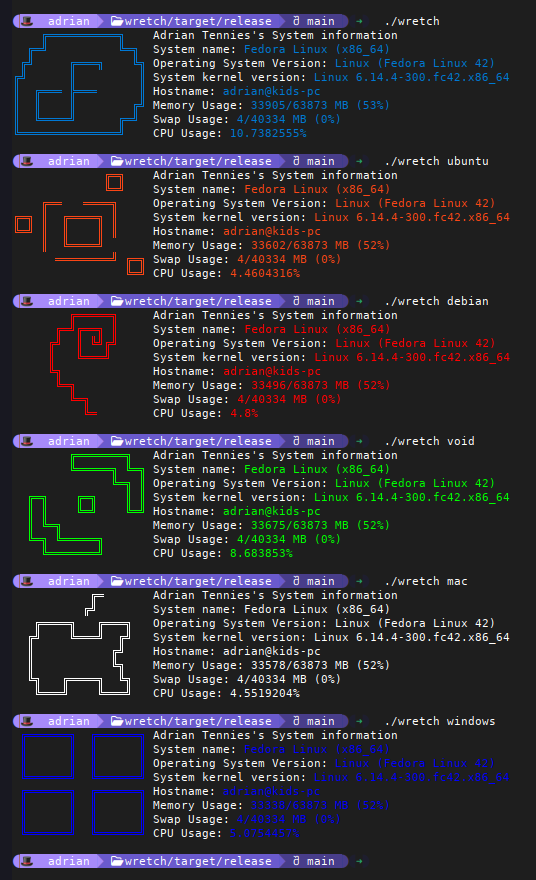 adrian wretch/target/release main → ./wretch
Adrian Tennies's System information
System name: Fedora Linux (x86_64)
Operating System Version: Linux (Fedora Linux 42)
System kernel version: Linux 6.14.4-300.fc42.x86_64
Hostname: adrian@kids-pc
Memory Usage: 33905/63873 MB (53%)
Swap Usage: 4/40334 MB (0%)
CPU Usage: 10.7382555%
adrian wretch/target/release main → ./wretch ubuntu
Adrian Tennies's System information
System name: Fedora Linux (x86_64)
Operating System Version: Linux (Fedora Linux 42)
System kernel version: Linux 6.14.4-300.fc42.x86_64
Hostname: adrian@kids-pc
Memory Usage: 33602/63873 MB (52%)
Swap Usage: 4/40334 MB (0%)
CPU Usage: 4.4604316%
adrian wretch/target/release main → ./wretch debian
Adrian Tennies's System information
System name: Fedora Linux (x86_64)
Operating System Version: Linux (Fedora Linux 42)
System kernel version: Linux 6.14.4-300.fc42.x86_64
Hostname: adrian@kids-pc
Memory Usage: 33496/63873 MB (52%)
Swap Usage: 4/40334 MB (0%)
CPU Usage: 4.8%
adrian wretch/target/release main → ./wretch void
Adrian Tennies's System information
System name: Fedora Linux (x86_64)
Operating System Version: Linux (Fedora Linux 42)
System kernel version: Linux 6.14.4-300.fc42.x86_64
Hostname: adrian@kids-pc
Memory Usage: 33675/63873 MB (52%)
Swap Usage: 4/40334 MB (0%)
CPU Usage: 8.683853%
adrian wretch/target/release main → ./wretch mac
Adrian Tennies's System information
System name: Fedora Linux (x86_64)
Operating System Version: Linux (Fedora Linux 42)
System kernel version: Linux 6.14.4-300.fc42.x86_64
Hostname: adrian@kids-pc
Memory Usage: 33578/63873 MB (52%)
Swap Usage: 4/40334 MB (0%)
CPU Usage: 4.5519204%
adrian wretch/target/release main → ./wretch windows
Adrian Tennies's System information
System name: Fedora Linux (x86_64)
Operating System Version: Linux (Fedora Linux 42)
System kernel version: Linux 6.14.4-300.fc42.x86_64
Hostname: adrian@kids-pc
Memory Usage: MB (52%)
Swap Usage: 4/40334 MB (0%)
CPU Usage:
adrian wretch/target/release main →